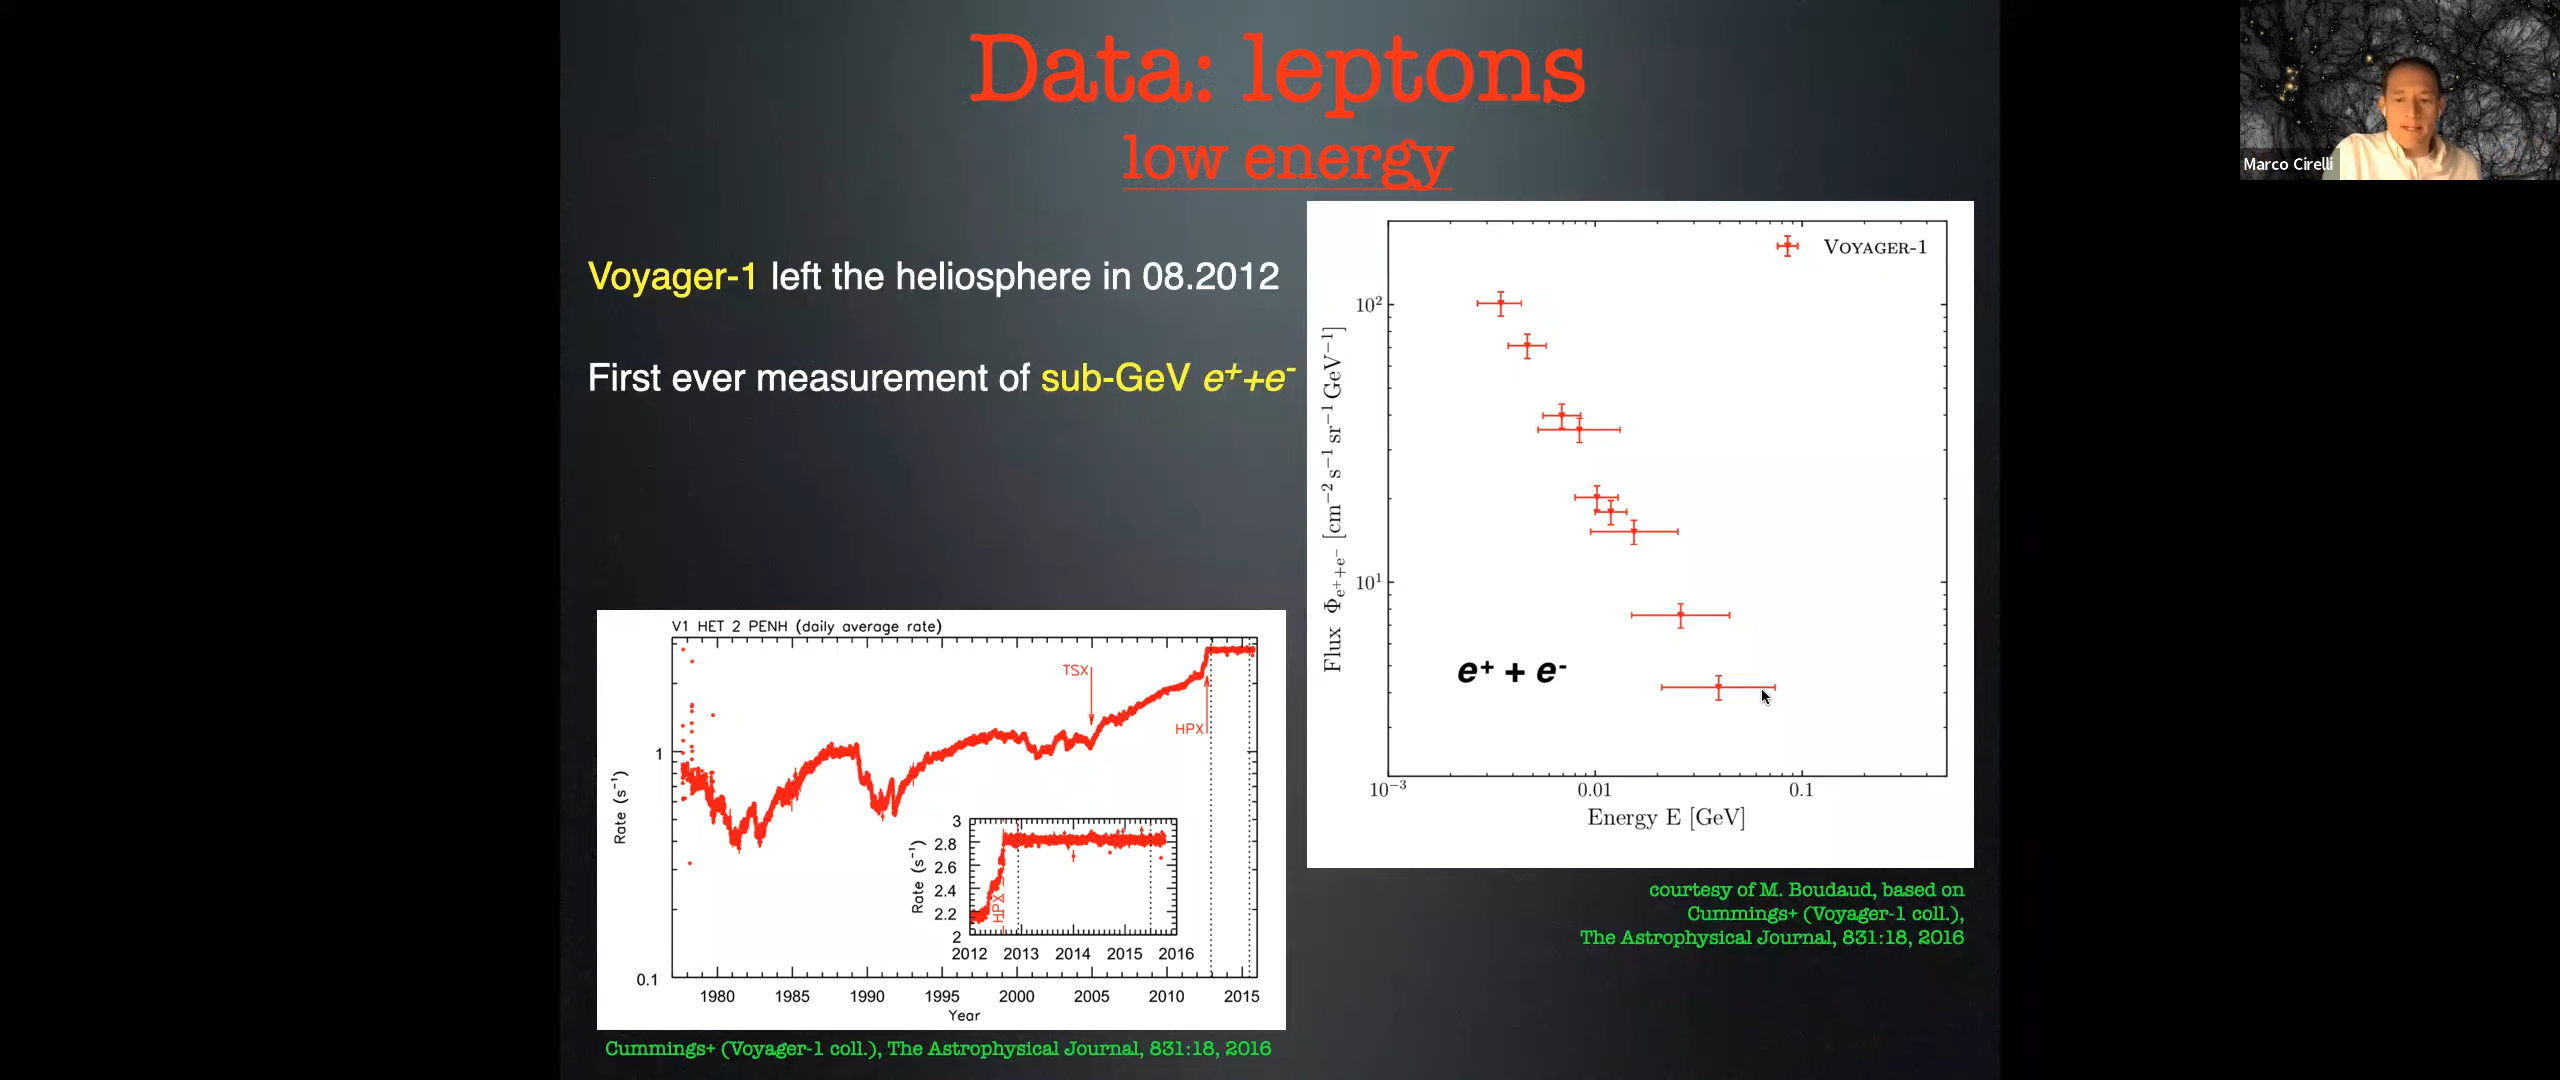 Data: leptons
low energy
Marco Cirelli
Voyager-1 left the heliosphere in 08.2012
First ever measurement of sub-GeV e⁺+e⁻
VOYAGER-1
10²
10¹
Flux Φe⁺+e⁻ [cm⁻² s⁻¹ sr⁻¹ GeV⁻¹]
e⁺ + e⁻
10⁻³ 0.01 0.1
Energy E [GeV]
courtesy of M. Boudaud, based on
Cummings+ (Voyager-1 coll.),
The Astrophysical Journal, 831:18, 2016
V1 HET 2 PENH (daily average rate)
TSX
HPX
1
0.1
Rate (s⁻¹)
3
2.8
2.6
2.4
2.2
2
Rate (s⁻¹)
HPX
2012 2013 2014 2015 2016
1980 1985 1990 1995 2000 2005 2010 2015
Year
Cummings+ (Voyager-1 coll.), The Astrophysical Journal, 831:18, 2016